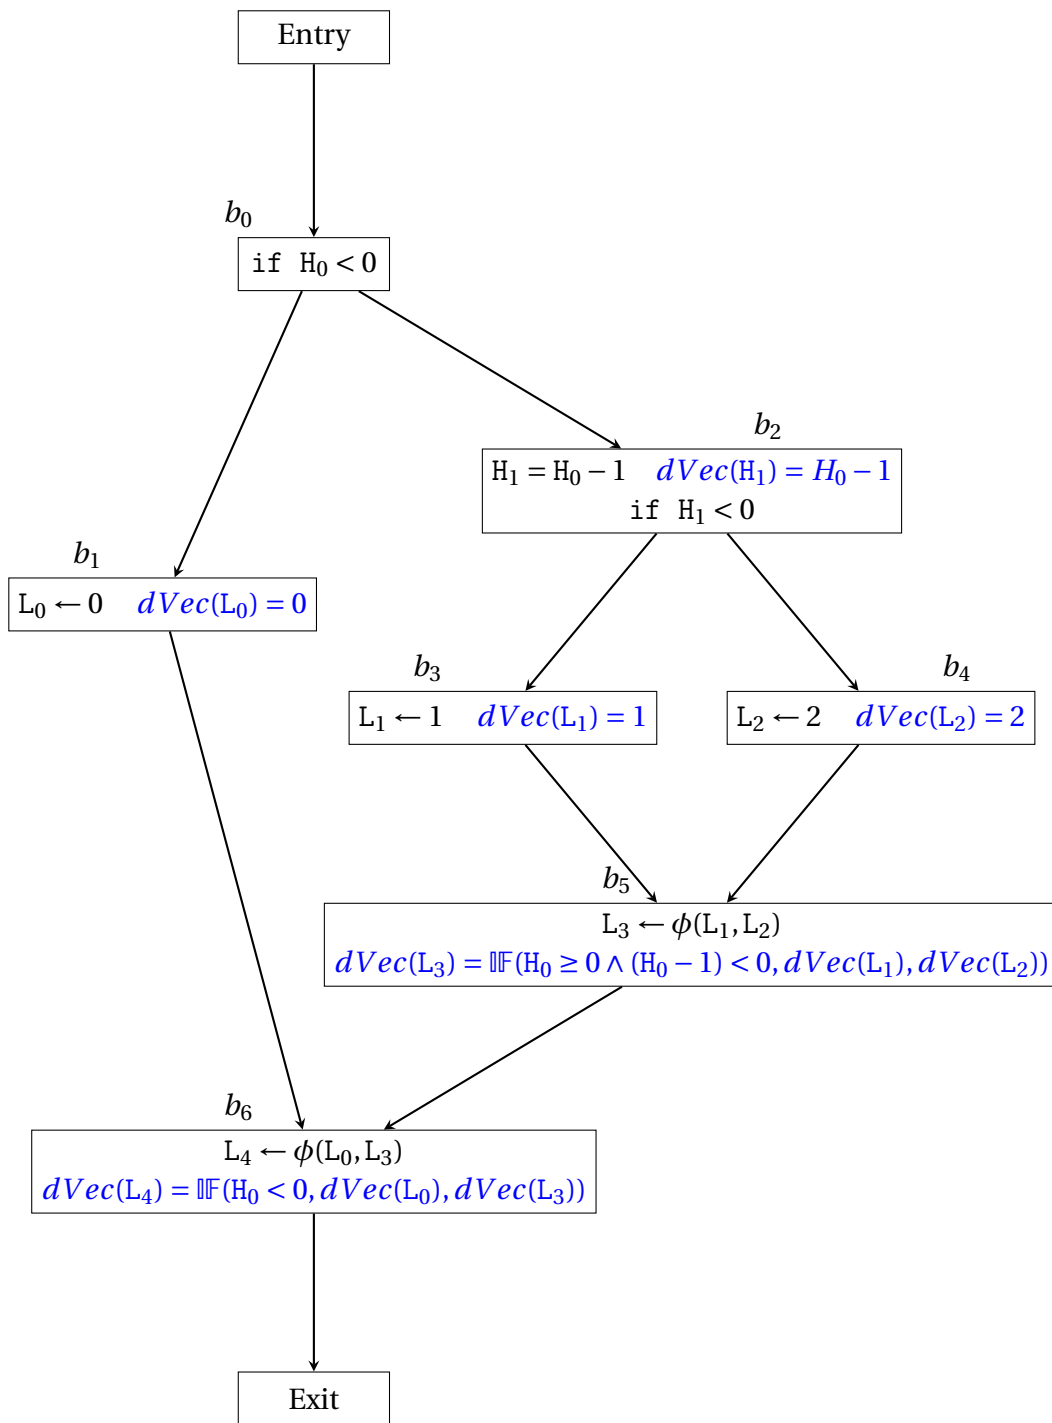 Entry
b₀
if H₀ < 0
b₂
H₁ = H₀ − 1 dVec(H₁) = H₀ − 1
if H₁ < 0
b₁
L₀ ← 0 dVec(L₀) = 0
b₃
L₁ ← 1 dVec(L₁) = 1
b₄
L₂ ← 2 dVec(L₂) = 2
b₅
L₃ ← ϕ(L₁, L₂)
dVec(L₃) = 𝕀𝔽(H₀ ≥ 0 ∧ (H₀ − 1) < 0, dVec(L₁), dVec(L₂))
b₆
L₄ ← ϕ(L₀, L₃)
dVec(L₄) = 𝕀𝔽(H₀ < 0, dVec(L₀), dVec(L₃))
Exit